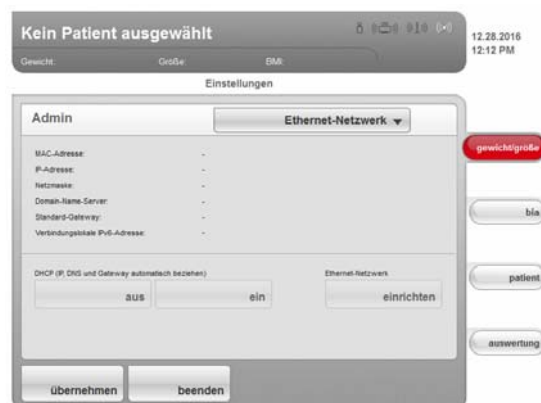 Kein Patient ausgewählt
12.28.2016
12:12 PM
Gewicht: Größe: BMI:
Einstellungen
Admin
Ethernet-Netzwerk
MAC-Adresse: -
IP-Adresse: -
Netzmaske: -
Domain-Name-Server: -
Standard-Gateway: -
Verbindungslokale IPv6-Adresse: -
DHCP (IP, DNS und Gateway automatisch beziehen)
Ethernet-Netzwerk
aus
ein
einrichten
gewicht/größe
bia
patient
auswertung
übernehmen
beenden